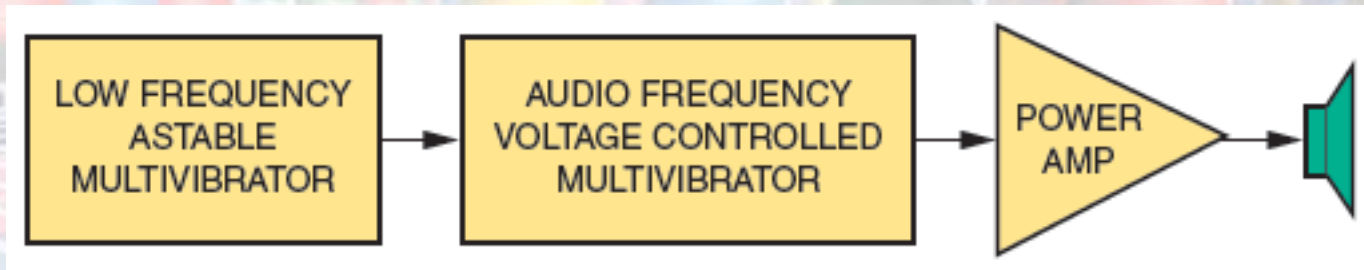 LOW FREQUENCY
ASTABLE
MULTIVIBRATOR
AUDIO FREQUENCY
VOLTAGE CONTROLLED
MULTIVIBRATOR
POWER
AMP